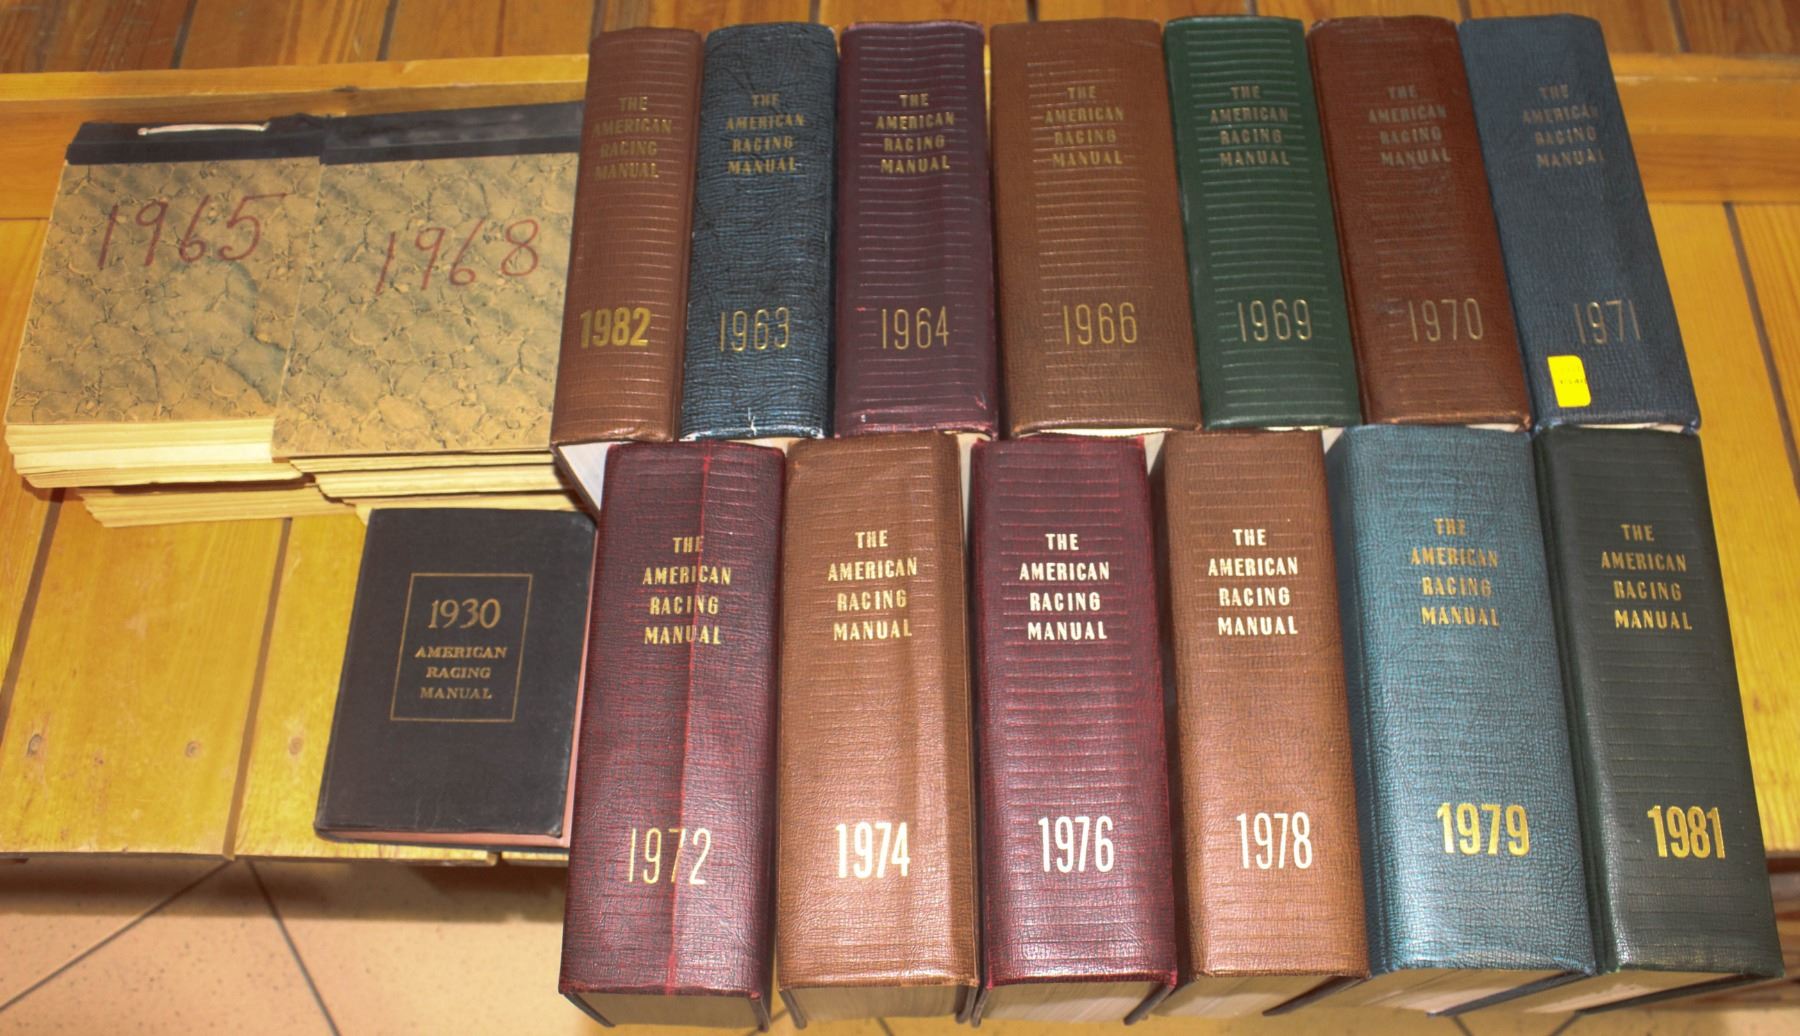 1965
1968
THE
AMERICAN
RACING
MANUAL
1982
THE
AMERICAN
RACING
MANUAL
1963
THE
AMERICAN
RACING
MANUAL
1964
THE
AMERICAN
RACING
MANUAL
1966
THE
AMERICAN
RACING
MANUAL
1969
THE
AMERICAN
RACING
MANUAL
1970
THE
AMERICAN
RACING
MANUAL
1971
1930
AMERICAN
RACING
MANUAL
THE
AMERICAN
RACING
MANUAL
1972
THE
AMERICAN
RACING
MANUAL
1974
THE
AMERICAN
RACING
MANUAL
1976
THE
AMERICAN
RACING
MANUAL
1978
THE
AMERICAN
RACING
MANUAL
1979
THE
AMERICAN
RACING
MANUAL
1981